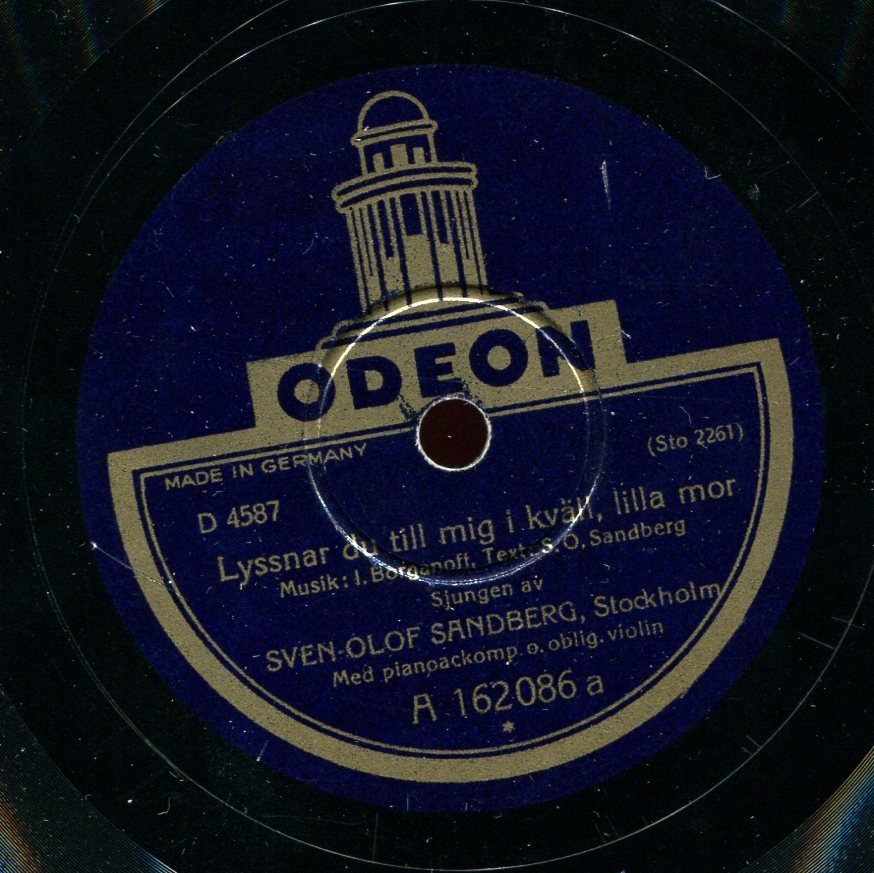 ODEON
MADE IN GERMANY
(Sto 2261)
D 4587
Lyssnar du till mig i kväll, lilla mor
Musik: I. Borganoff, Text: S. O. Sandberg
Sjungen av
SVEN-OLOF SANDBERG, Stockholm
Med pianoackomp. o. oblig. violin
A 162086 a
*